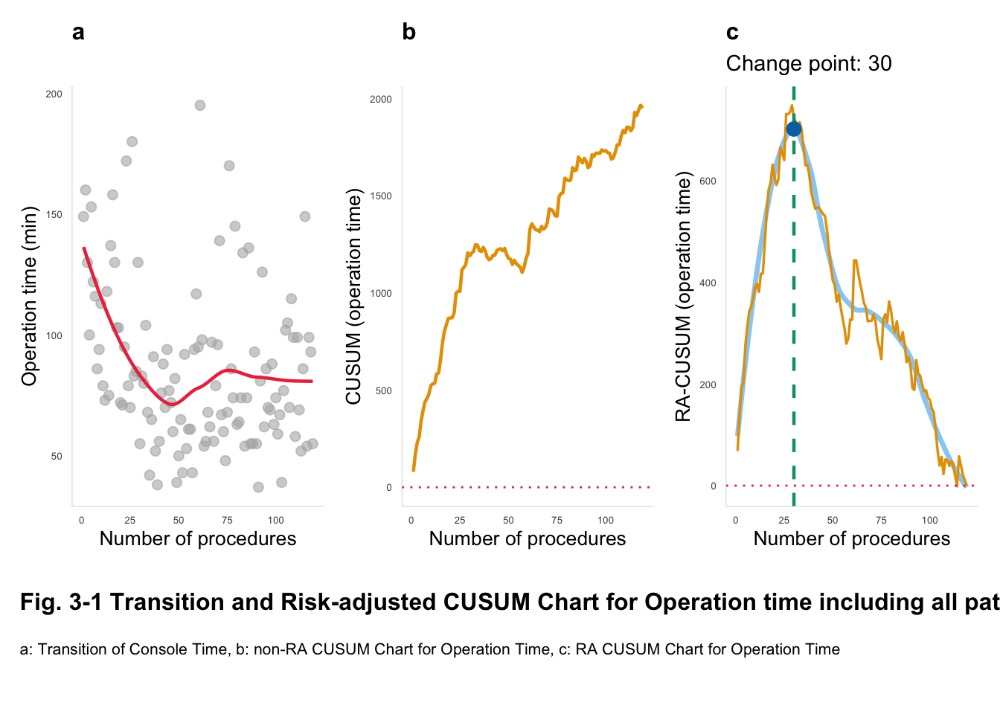 a
b
c
Change point: 30
Operation time (min)
200
150
100
50
0 25 50 75 100
Number of procedures
CUSUM (operation time)
2000
1500
1000
500
0
0 25 50 75 100
Number of procedures
RA-CUSUM (operation time)
600
400
200
0
0 25 50 75 100
Number of procedures
Fig. 3-1 Transition and Risk-adjusted CUSUM Chart for Operation time including all pat
a: Transition of Console Time, b: non-RA CUSUM Chart for Operation Time, c: RA CUSUM Chart for Operation Time